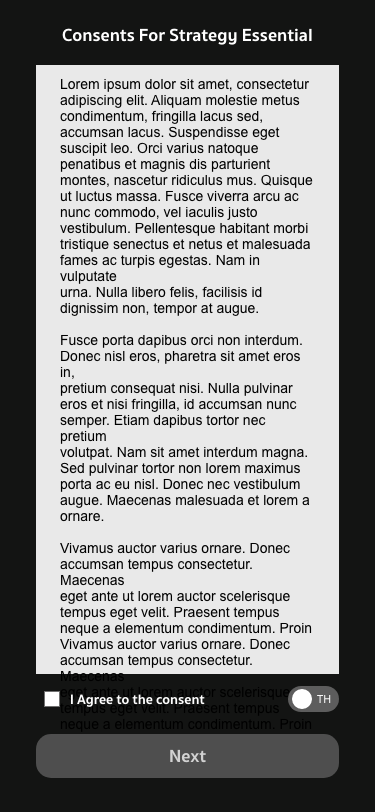 Consents For Strategy Essential
Lorem ipsum dolor sit amet, consectetur
adipiscing elit. Aliquam molestie metus
condimentum, fringilla lacus sed,
accumsan lacus. Suspendisse eget
suscipit leo. Orci varius natoque
penatibus et magnis dis parturient
montes, nascetur ridiculus mus. Quisque
ut luctus massa. Fusce viverra arcu ac
nunc commodo, vel iaculis justo
vestibulum. Pellentesque habitant morbi
tristique senectus et netus et malesuada
fames ac turpis egestas. Nam in
vulputate
urna. Nulla libero felis, facilisis id
dignissim non, tempor at augue.
Fusce porta dapibus orci non interdum.
Donec nisl eros, pharetra sit amet eros
in,
pretium consequat nisi. Nulla pulvinar
eros et nisi fringilla, id accumsan nunc
semper. Etiam dapibus tortor nec
pretium
volutpat. Nam sit amet interdum magna.
Sed pulvinar tortor non lorem maximus
porta ac eu nisl. Donec nec vestibulum
augue. Maecenas malesuada et lorem a
ornare.
Vivamus auctor varius ornare. Donec
accumsan tempus consectetur.
Maecenas
eget ante ut lorem auctor scelerisque
tempus eget velit. Praesent tempus
neque a elementum condimentum. Proin
Vivamus auctor varius ornare. Donec
accumsan tempus consectetur.
Maecenas
eget ante ut lorem auctor scelerisque
I Agree to the consent
TH
tempus eget velit. Praesent tempus
neque a elementum condimentum. Proin
Next